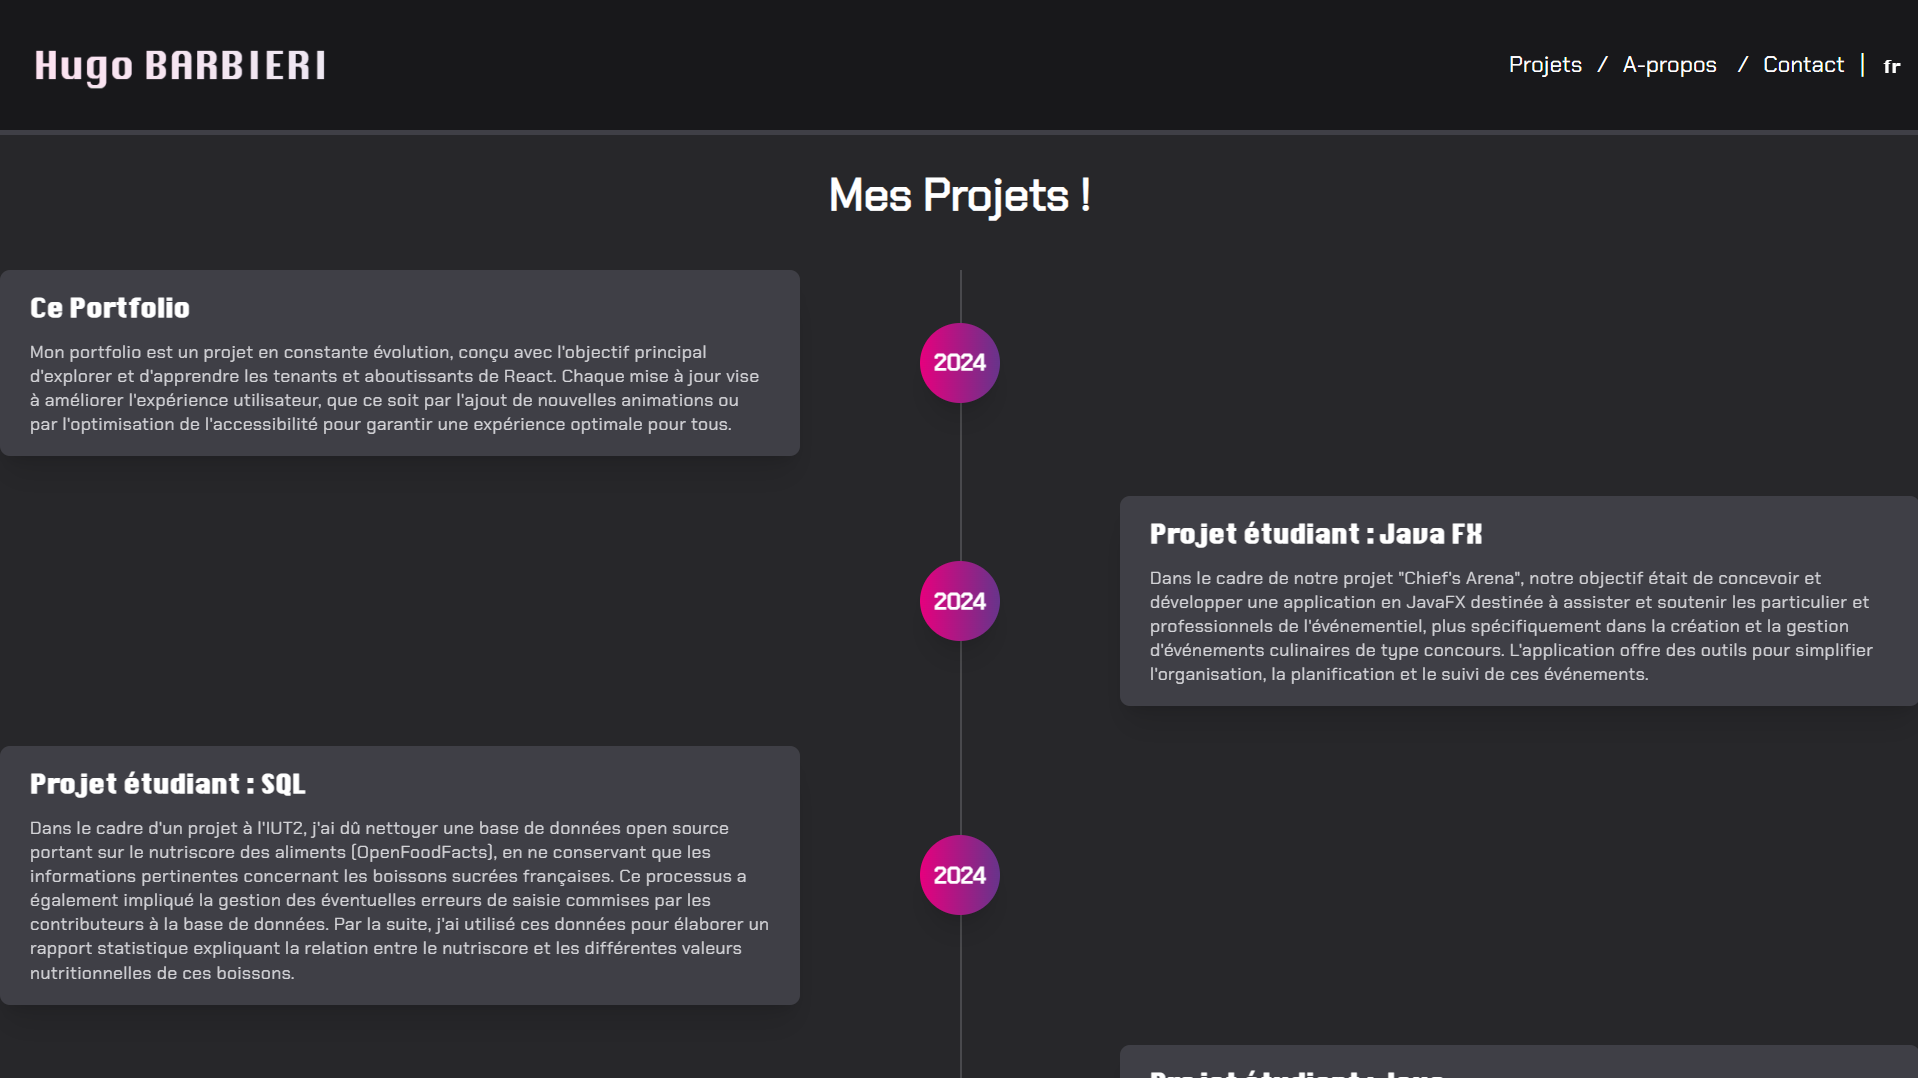 Hugo BARBIERI
Projets / A-propos / Contact | fr
Mes Projets !
Ce Portfolio
Mon portfolio est un projet en constante évolution, conçu avec l'objectif principal
d'explorer et d'apprendre les tenants et aboutissants de React. Chaque mise à jour vise
à améliorer l'expérience utilisateur, que ce soit par l'ajout de nouvelles animations ou
par l'optimisation de l'accessibilité pour garantir une expérience optimale pour tous.
2024
Projet étudiant : Java FX
Dans le cadre de notre projet "Chief's Arena", notre objectif était de concevoir et
développer une application en JavaFX destinée à assister et soutenir les particulier et
professionnels de l'événementiel, plus spécifiquement dans la création et la gestion
d'événements culinaires de type concours. L'application offre des outils pour simplifier
l'organisation, la planification et le suivi de ces événements.
2024
Projet étudiant : SQL
Dans le cadre d'un projet à l'IUT2, j'ai dû nettoyer une base de données open source
portant sur le nutriscore des aliments (OpenFoodFacts), en ne conservant que les
informations pertinentes concernant les boissons sucrées françaises. Ce processus a
également impliqué la gestion des éventuelles erreurs de saisie commises par les
contributeurs à la base de données. Par la suite, j'ai utilisé ces données pour élaborer un
rapport statistique expliquant la relation entre le nutriscore et les différentes valeurs
nutritionnelles de ces boissons.
2024
Projet étudiant : Java